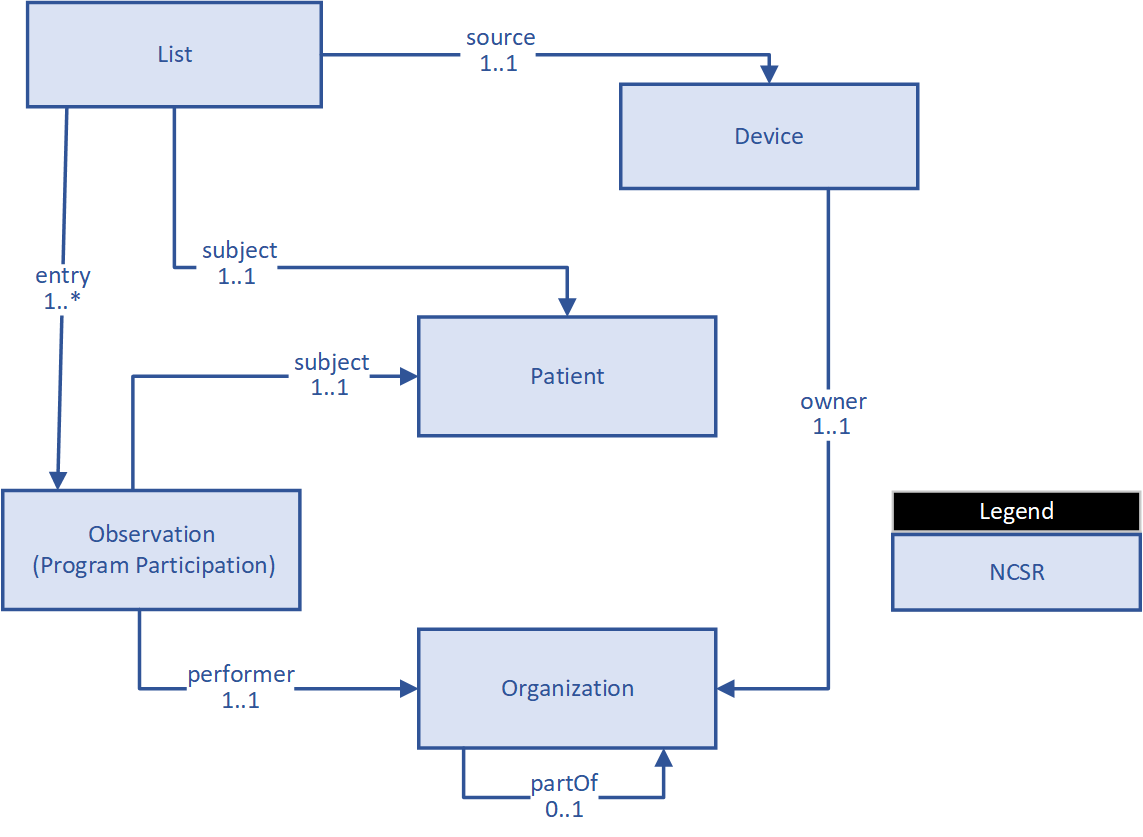 List
source
1..1
Device
subject
1..1
entry
1..*
subject
1..1
Patient
owner
1..1
Observation
(Program Participation)
Legend
NCSR
performer
1..1
Organization
partOf
0..1